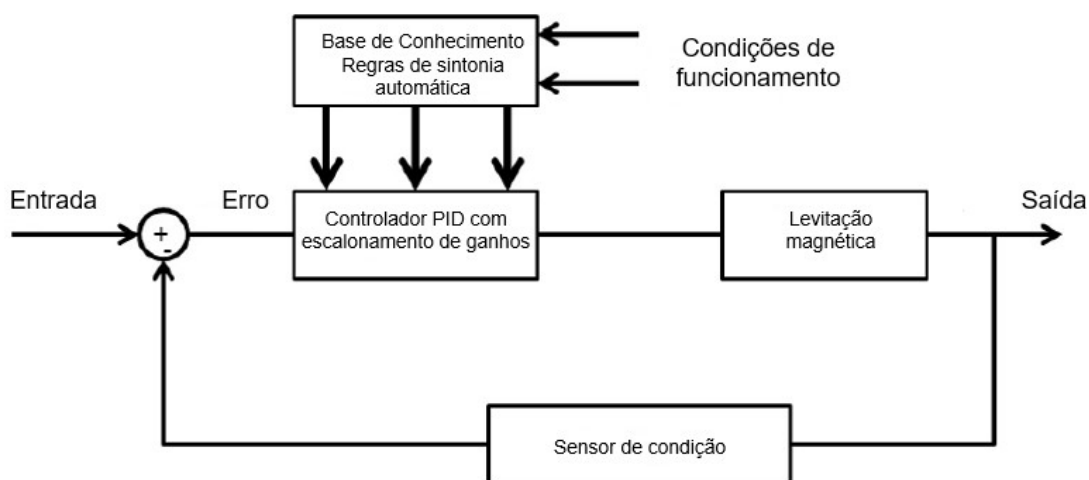 Base de Conhecimento
Regras de sintonia
automática
Condições de
funcionamento
Entrada
Erro
+
-
Controlador PID com
escalonamento de ganhos
Levitação
magnética
Saída
Sensor de condição